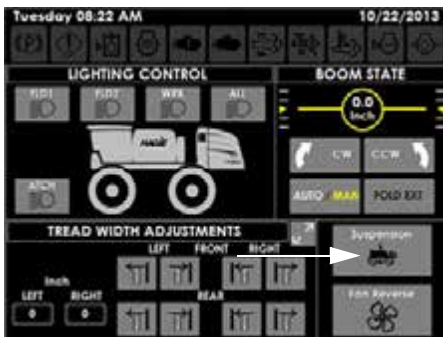 Tuesday 08:22 AM 10/22/2013
LIGHTING CONTROL
BOOM STATE
FLD1 FLD2 WRK ALL
0.0
Inch
CW CCW
ATCH
AUTO / MAN FOLD EXT
TREAD WIDTH ADJUSTMENTS
LEFT FRONT RIGHT
Suspension
Inch
LEFT RIGHT
REAR
0 0
Fan Reverse